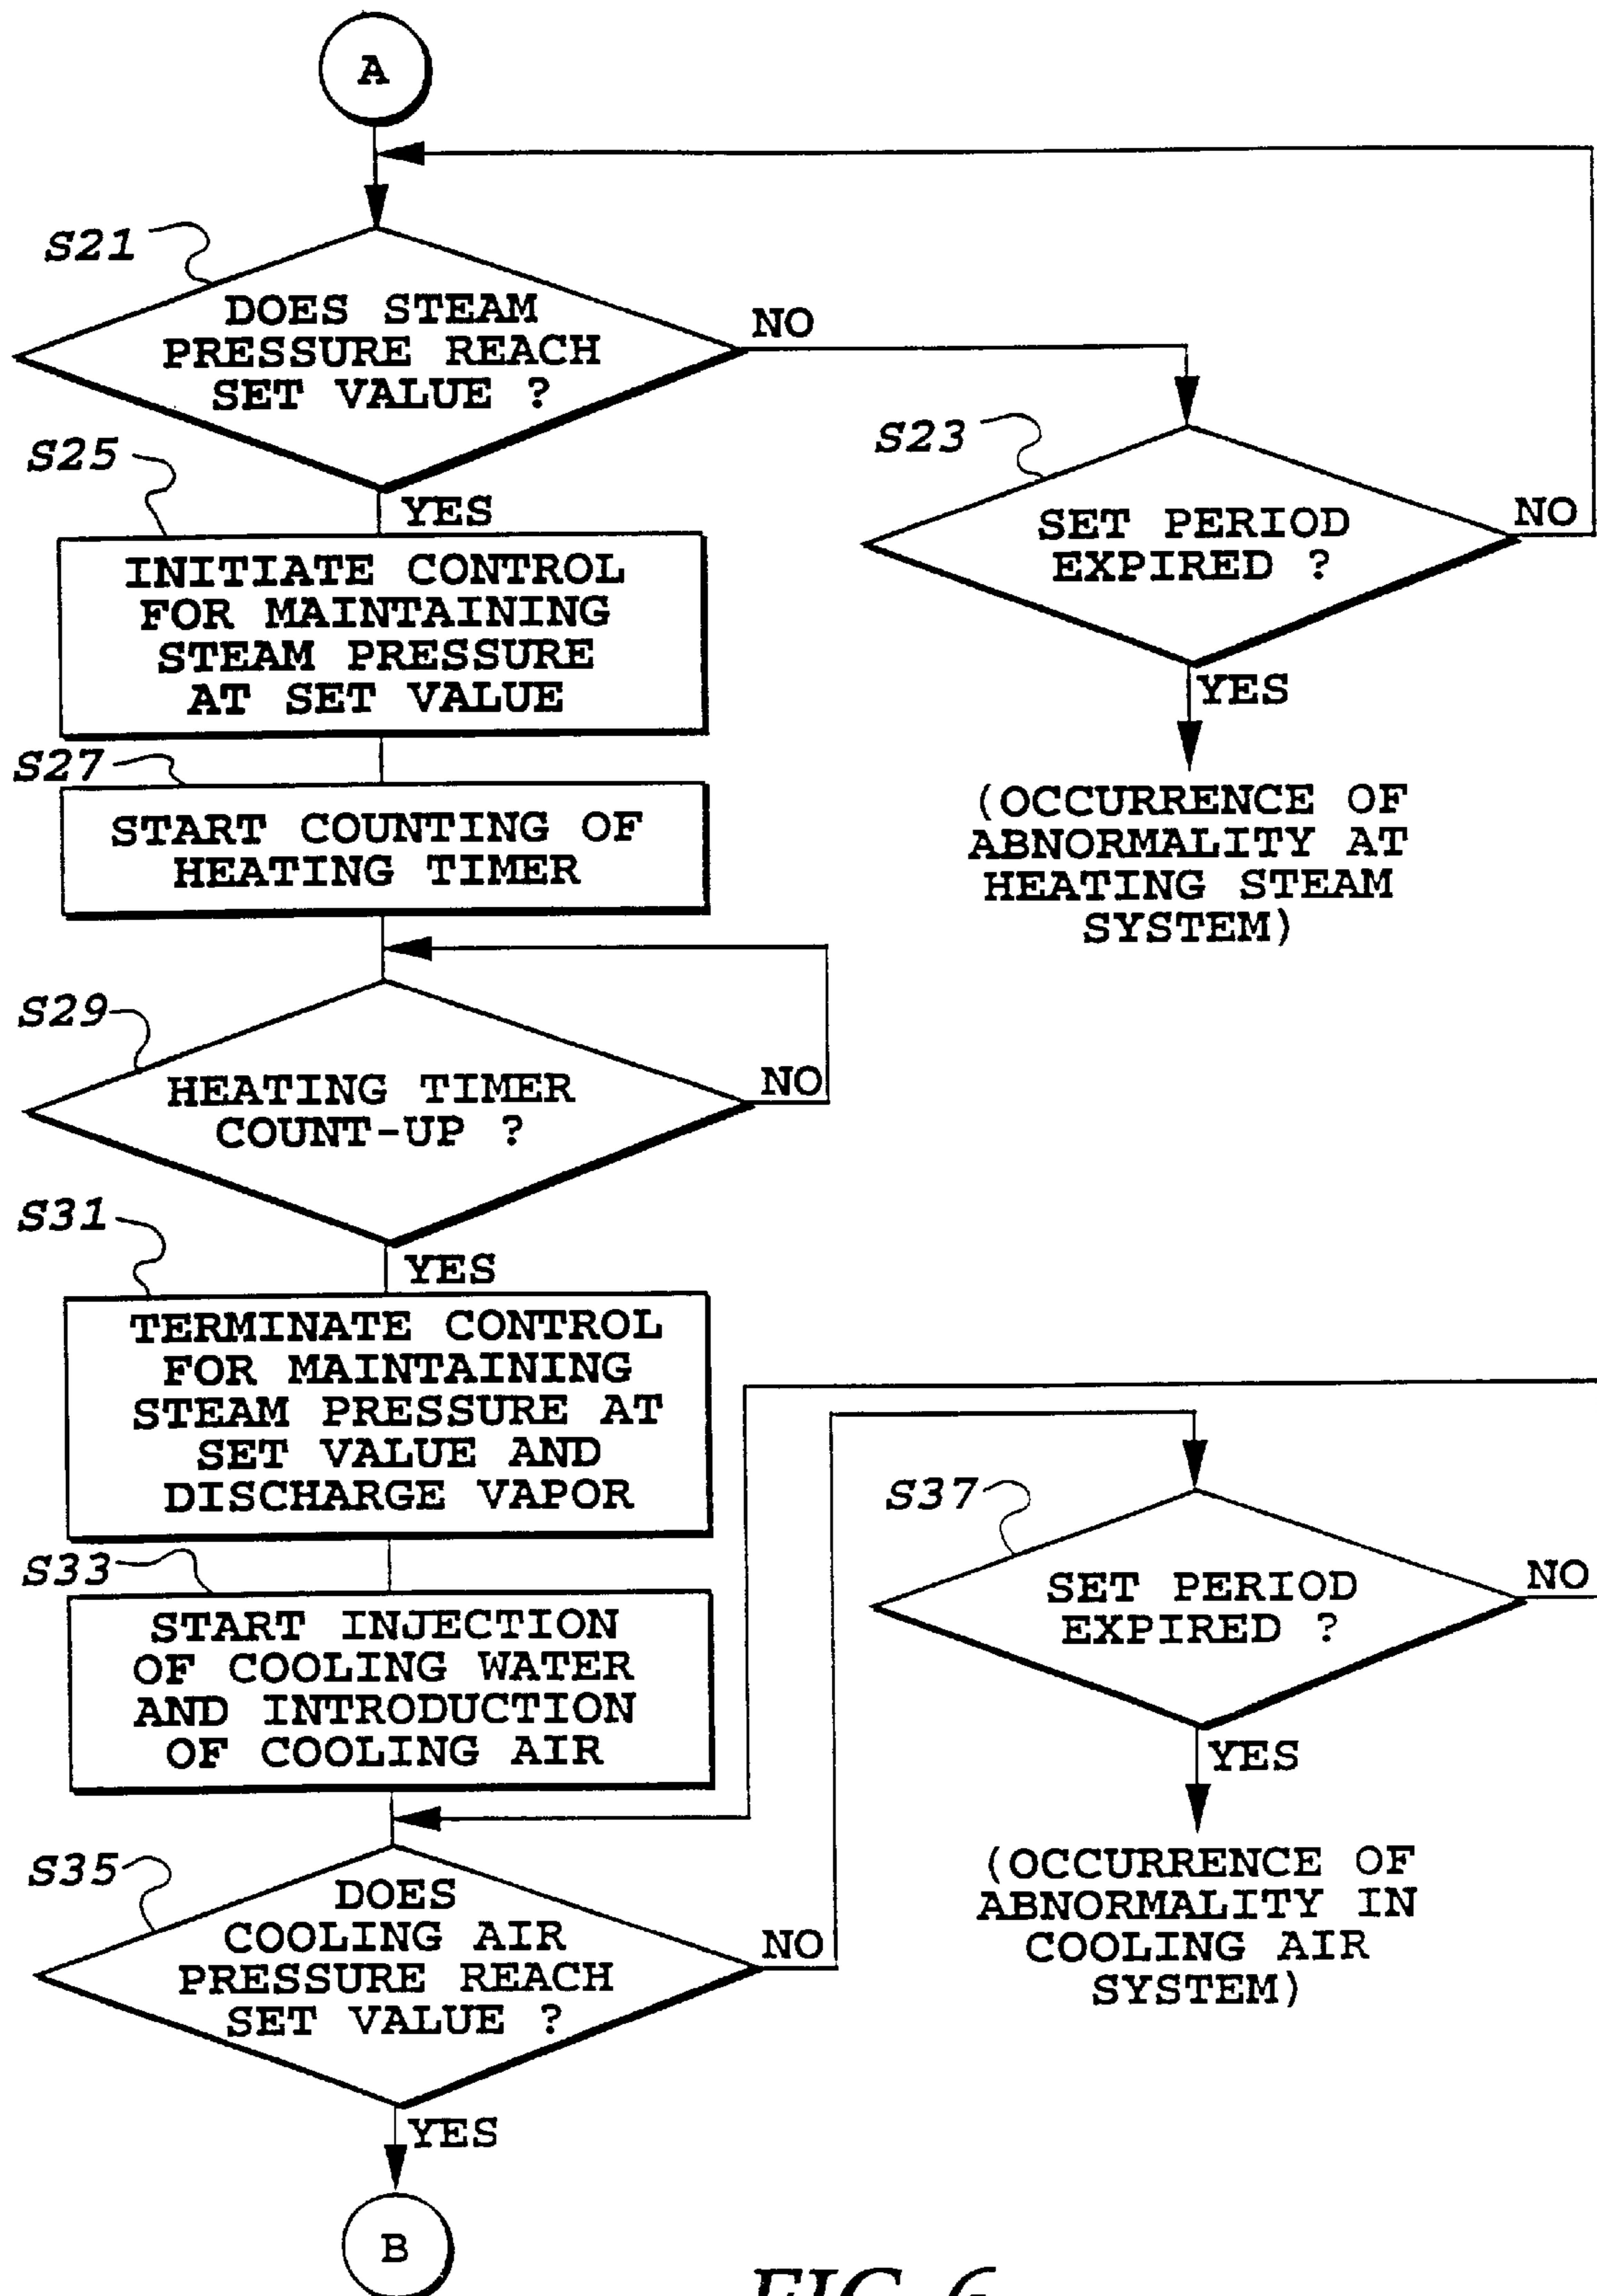 A
S21
DOES STEAM
PRESSURE REACH
SET VALUE ?
NO
YES
S23
SET PERIOD
EXPIRED ?
NO
YES
(OCCURRENCE OF
ABNORMALITY AT
HEATING STEAM
SYSTEM)
S25
INITIATE CONTROL
FOR MAINTAINING
STEAM PRESSURE
AT SET VALUE
S27
START COUNTING OF
HEATING TIMER
S29
HEATING TIMER
COUNT-UP ?
NO
YES
S31
TERMINATE CONTROL
FOR MAINTAINING
STEAM PRESSURE AT
SET VALUE AND
DISCHARGE VAPOR
S33
START INJECTION
OF COOLING WATER
AND INTRODUCTION
OF COOLING AIR
S35
DOES
COOLING AIR
PRESSURE REACH
SET VALUE ?
NO
YES
S37
SET PERIOD
EXPIRED ?
NO
YES
(OCCURRENCE OF
ABNORMALITY IN
COOLING AIR
SYSTEM)
B
FIG. 6